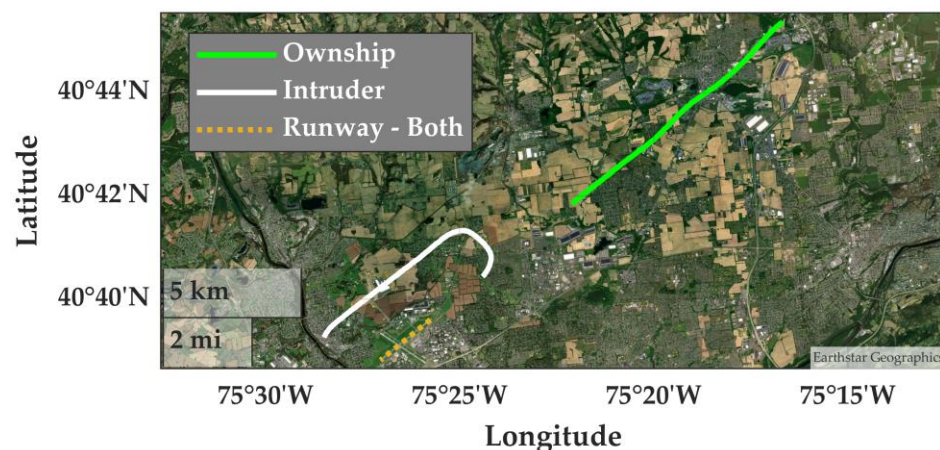 Ownship
Intruder
Runway - Both
Latitude
40°44'N
40°42'N
40°40'N
5 km
2 mi
Earthstar Geographics
75°30'W
75°25'W
75°20'W
75°15'W
Longitude